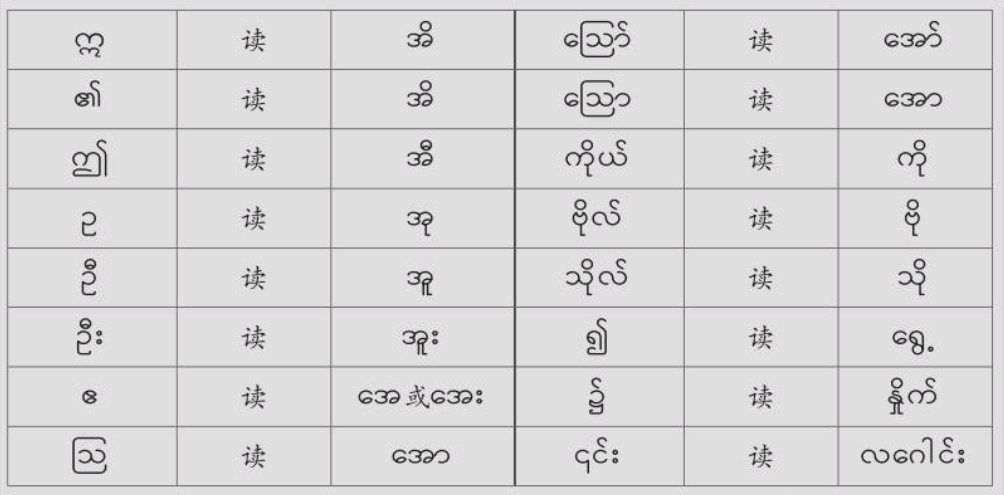 ဣ 读 အိ ဪ 读 အော်
၏ 读 အိ ဩော 读 အော
ဤ 读 အီ ကိုယ် 读 ကို
ဥ 读 အု ဗိုလ် 读 ဗို
ဦ 读 အူ သိုလ် 读 သို
ဦး 读 အူး ၍ 读 ရွေ့
ဧ 读 အေ或အေး ၌ 读 နှိုက်
ဩ 读 အော ၎င်း 读 လဂေါင်း